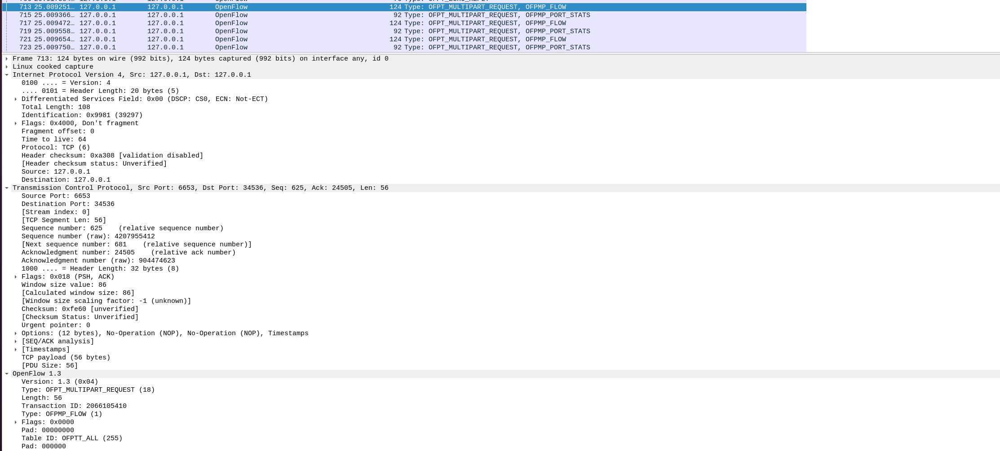 713 25.009251… 127.0.0.1 127.0.0.1 OpenFlow 124 Type: OFPT_MULTIPART_REQUEST, OFPMP_FLOW
715 25.009366… 127.0.0.1 127.0.0.1 OpenFlow 92 Type: OFPT_MULTIPART_REQUEST, OFPMP_PORT_STATS
717 25.009472… 127.0.0.1 127.0.0.1 OpenFlow 124 Type: OFPT_MULTIPART_REQUEST, OFPMP_FLOW
719 25.009558… 127.0.0.1 127.0.0.1 OpenFlow 92 Type: OFPT_MULTIPART_REQUEST, OFPMP_PORT_STATS
721 25.009654… 127.0.0.1 127.0.0.1 OpenFlow 124 Type: OFPT_MULTIPART_REQUEST, OFPMP_FLOW
723 25.009750… 127.0.0.1 127.0.0.1 OpenFlow 92 Type: OFPT_MULTIPART_REQUEST, OFPMP_PORT_STATS
Frame 713: 124 bytes on wire (992 bits), 124 bytes captured (992 bits) on interface any, id 0
Linux cooked capture
Internet Protocol Version 4, Src: 127.0.0.1, Dst: 127.0.0.1
0100 .... = Version: 4
.... 0101 = Header Length: 20 bytes (5)
Differentiated Services Field: 0x00 (DSCP: CS0, ECN: Not-ECT)
Total Length: 108
Identification: 0x9981 (39297)
Flags: 0x4000, Don't fragment
Fragment offset: 0
Time to live: 64
Protocol: TCP (6)
Header checksum: 0xa308 [validation disabled]
[Header checksum status: Unverified]
Source: 127.0.0.1
Destination: 127.0.0.1
Transmission Control Protocol, Src Port: 6653, Dst Port: 34536, Seq: 625, Ack: 24505, Len: 56
Source Port: 6653
Destination Port: 34536
[Stream index: 0]
[TCP Segment Len: 56]
Sequence number: 625 (relative sequence number)
Sequence number (raw): 4207955412
[Next sequence number: 681 (relative sequence number)]
Acknowledgment number: 24505 (relative ack number)
Acknowledgment number (raw): 904474623
1000 .... = Header Length: 32 bytes (8)
Flags: 0x018 (PSH, ACK)
Window size value: 86
[Calculated window size: 86]
[Window size scaling factor: -1 (unknown)]
Checksum: 0xfe60 [unverified]
[Checksum Status: Unverified]
Urgent pointer: 0
Options: (12 bytes), No-Operation (NOP), No-Operation (NOP), Timestamps
[SEQ/ACK analysis]
[Timestamps]
TCP payload (56 bytes)
[PDU Size: 56]
OpenFlow 1.3
Version: 1.3 (0x04)
Type: OFPT_MULTIPART_REQUEST (18)
Length: 56
Transaction ID: 2066105410
Type: OFPMP_FLOW (1)
Flags: 0x0000
Pad: 00000000
Table ID: OFPTT_ALL (255)
Pad: 000000